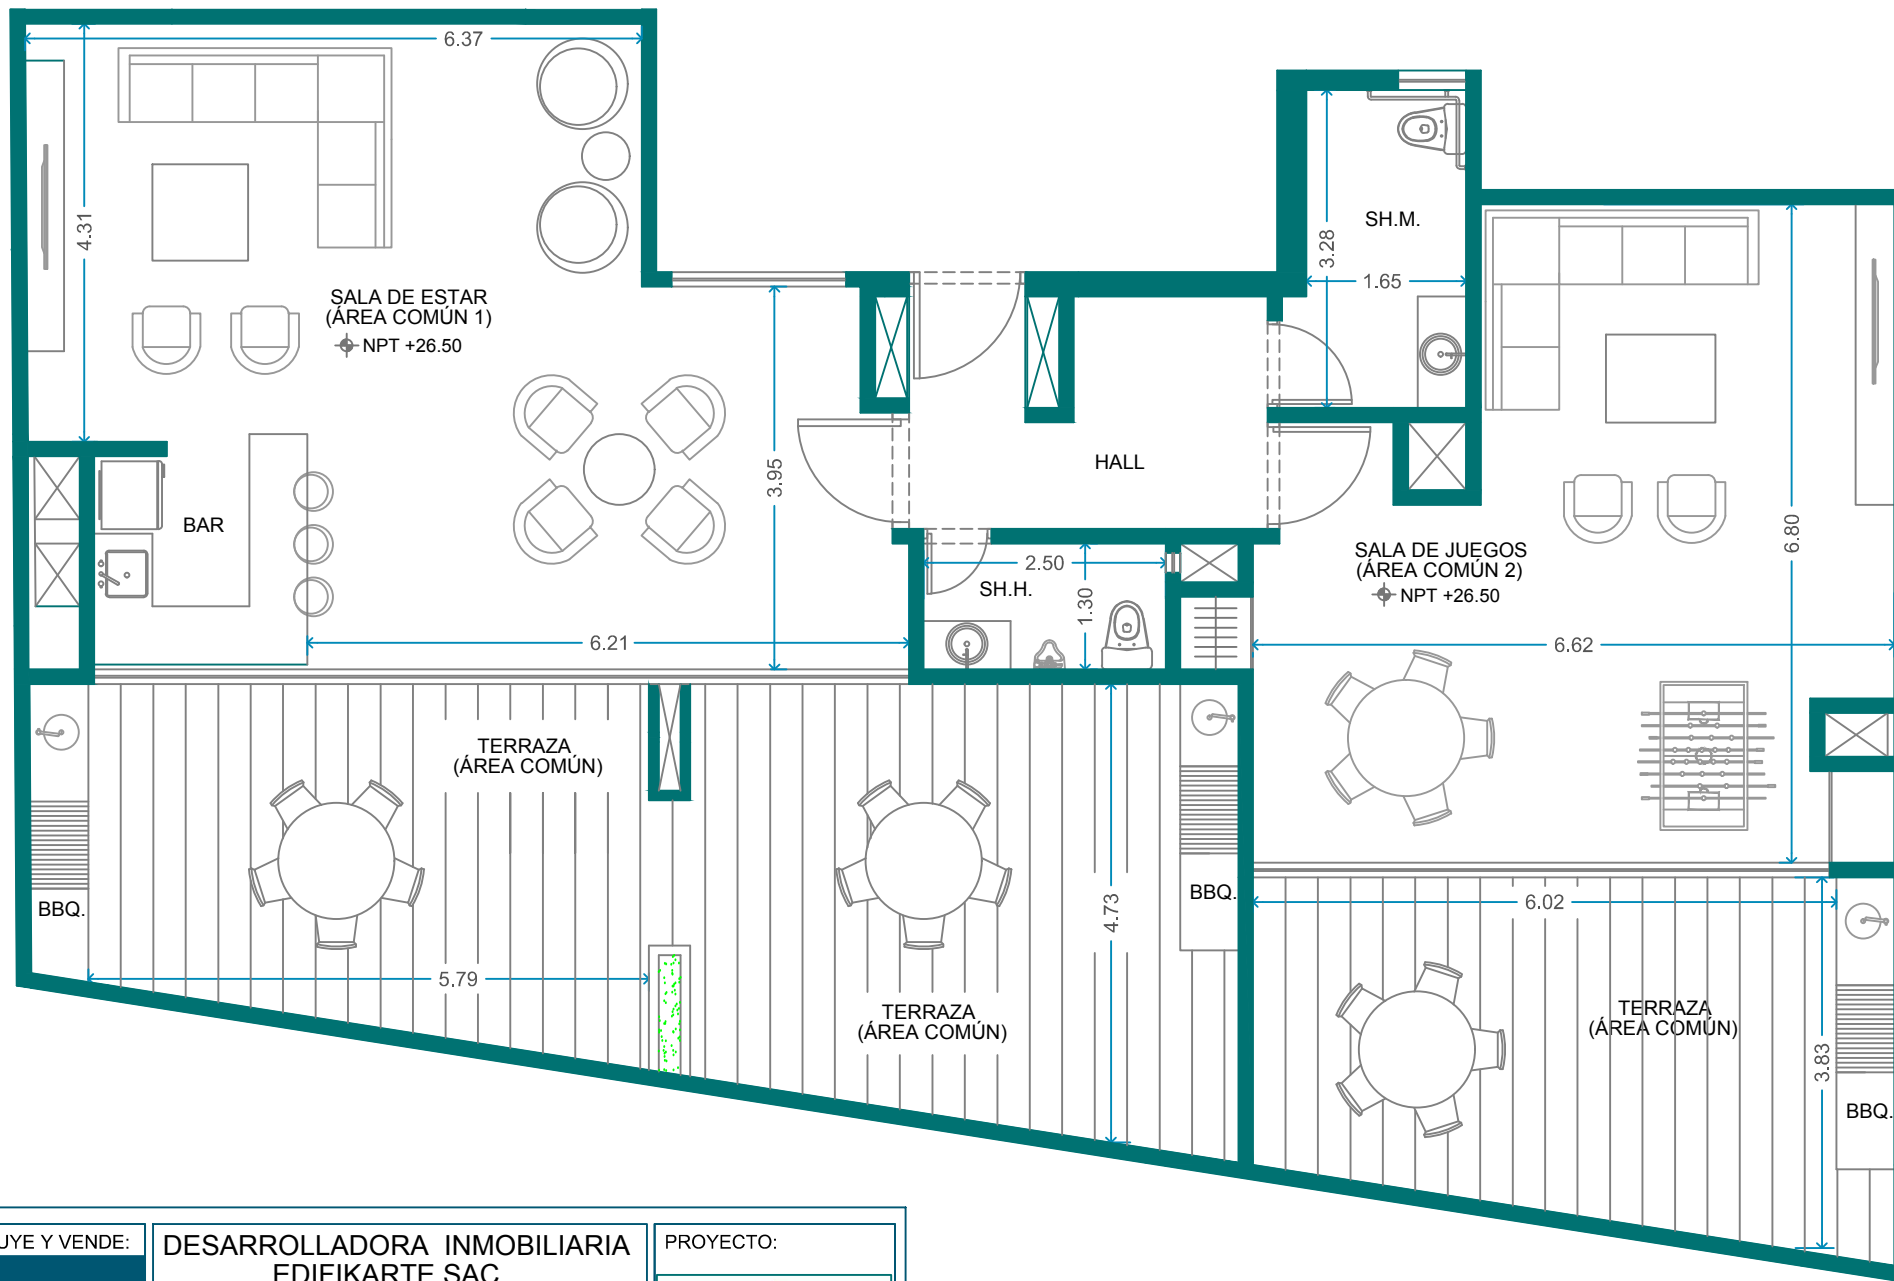 6.37
4.31
SALA DE ESTAR
(ÁREA COMÚN 1)
NPT +26.50
3.95
BAR
6.21
HALL
SH.M.
3.28
1.65
SH.H.
2.50
1.30
SALA DE JUEGOS
(ÁREA COMÚN 2)
NPT +26.50
6.80
6.62
TERRAZA
(ÁREA COMÚN)
BBQ.
5.79
TERRAZA
(ÁREA COMÚN)
4.73
BBQ.
6.02
TERRAZA
(ÁREA COMÚN)
3.83
BBQ.
UYE Y VENDE:
DESARROLLADORA INMOBILIARIA
EDIFIKARTE SAC
PROYECTO: